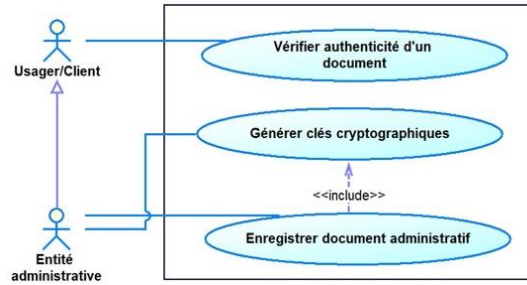 Vérifier authenticité d'un
document
Usager/Client
Générer clés cryptographiques
<<include>>
Enregistrer document administratif
Entité
administrative